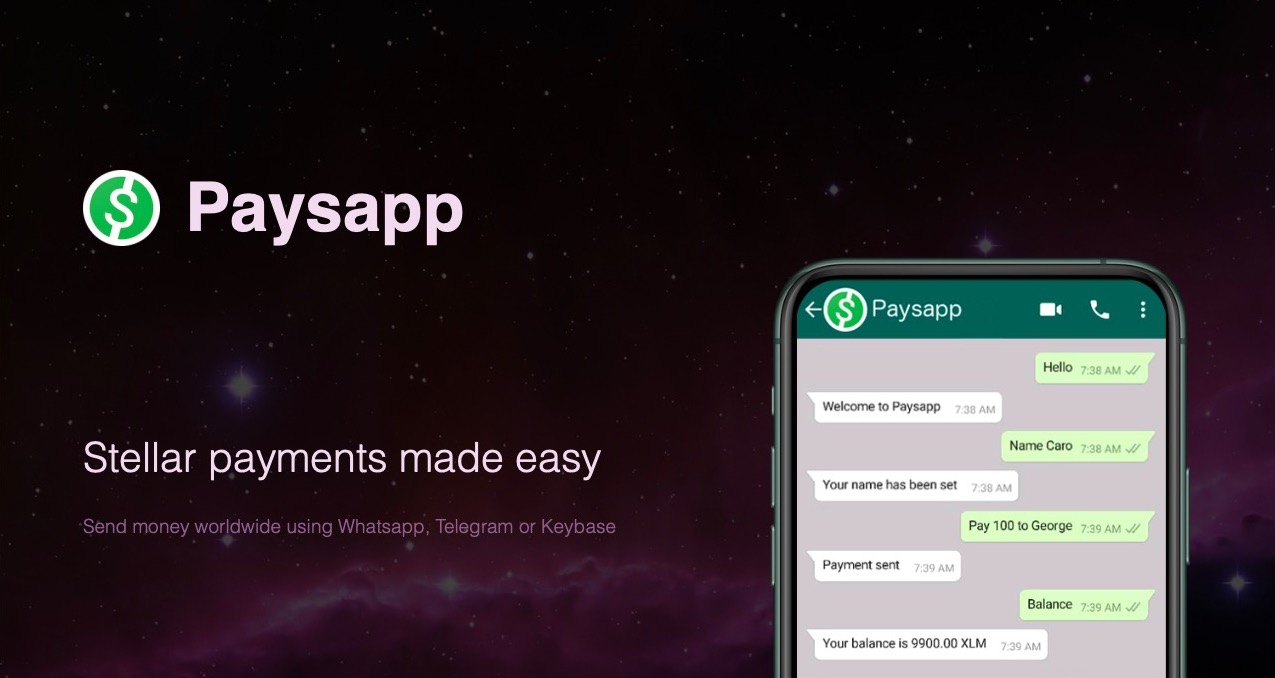 Paysapp
Stellar payments made easy
Send money worldwide using Whatsapp, Telegram or Keybase
Paysapp
Hello 7:38 AM
Welcome to Paysapp 7:38 AM
Name Caro 7:38 AM
Your name has been set 7:38 AM
Pay 100 to George 7:39 AM
Payment sent 7:39 AM
Balance 7:39 AM
Your balance is 9900.00 XLM 7:39 AM